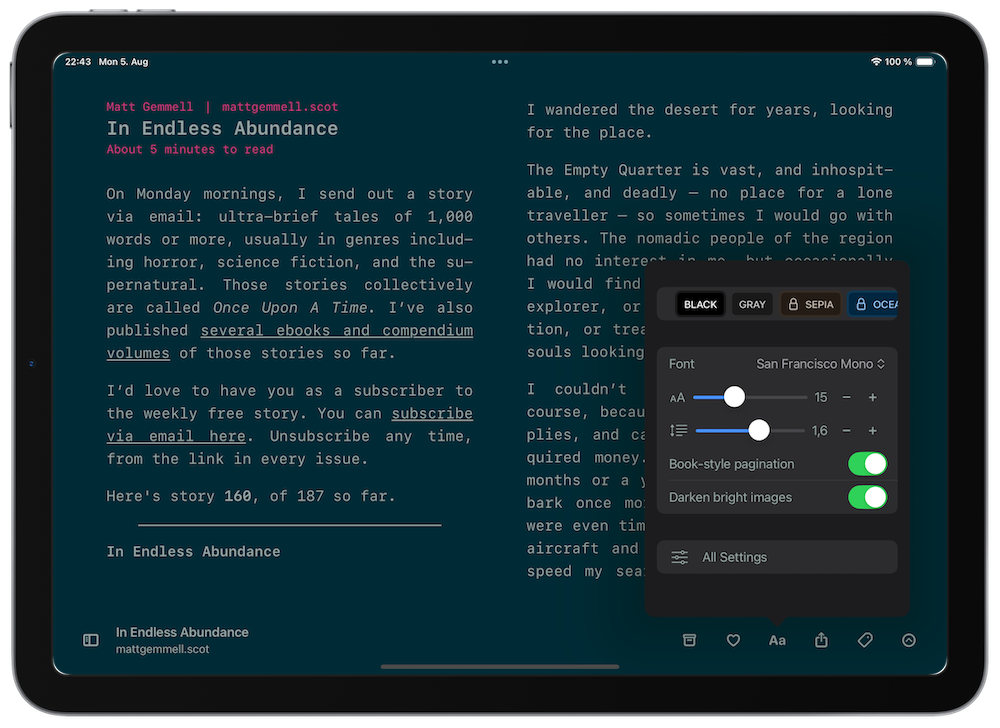 22:43 Mon 5. Aug
100 %
Matt Gemmell | mattgemmell.scot
In Endless Abundance
About 5 minutes to read
On Monday mornings, I send out a story
via email: ultra-brief tales of 1,000
words or more, usually in genres includ-
ing horror, science fiction, and the su-
pernatural. Those stories collectively
are called Once Upon A Time. I've also
published several ebooks and compendium
volumes of those stories so far.
I'd love to have you as a subscriber to
the weekly free story. You can subscribe
via email here. Unsubscribe any time,
from the link in every issue.
Here's story 160, of 187 so far.
In Endless Abundance
I wandered the desert for years, looking
for the place.
The Empty Quarter is vast, and inhospit-
able, and deadly — no place for a lone
traveller — so sometimes I would go with
others. The nomadic people of the region
had no interest in me, but occasionally
I would find
explorer, or
tion, or trea
souls looking
I couldn't
course, becau
plies, and ca
quired money.
months or a y
bark once mo
were even tim
aircraft and
speed my sea
BLACK
GRAY
SEPIA
OCEA
Font
San Francisco Mono
AA
15 − +
1,6 − +
Book-style pagination
Darken bright images
All Settings
In Endless Abundance
mattgemmell.scot
Aa